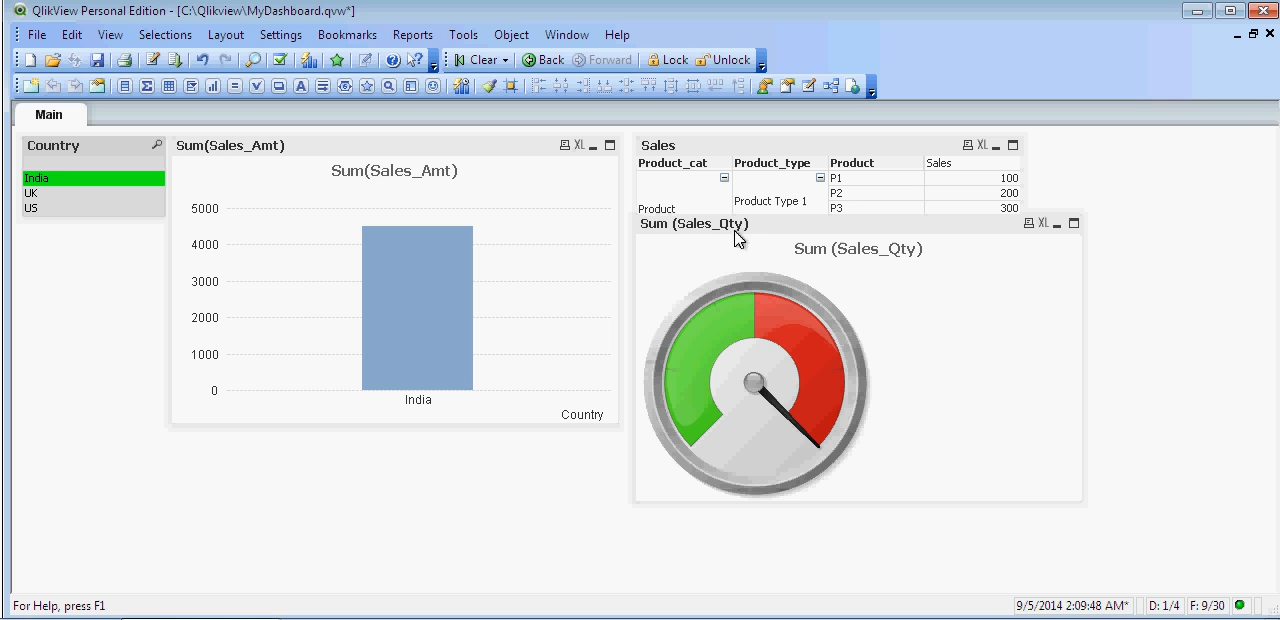 QlikView Personal Edition - [C:\Qlikview\MyDashboard.qvw*]
File Edit View Selections Layout Settings Bookmarks Reports Tools Object Window Help
Clear Back Forward Lock Unlock
Main
Country
India
UK
US
Sum(Sales_Amt) XL
Sum(Sales_Amt)
5000
4000
3000
2000
1000
0
India
Country
Sales XL
Product_cat Product_type Product Sales
P1 100
P2 200
Product Type 1
Product P3 300
Sum (Sales_Qty) XL
Sum (Sales_Qty)
For Help, press F1 9/5/2014 2:09:48 AM* D: 1/4 F: 9/30